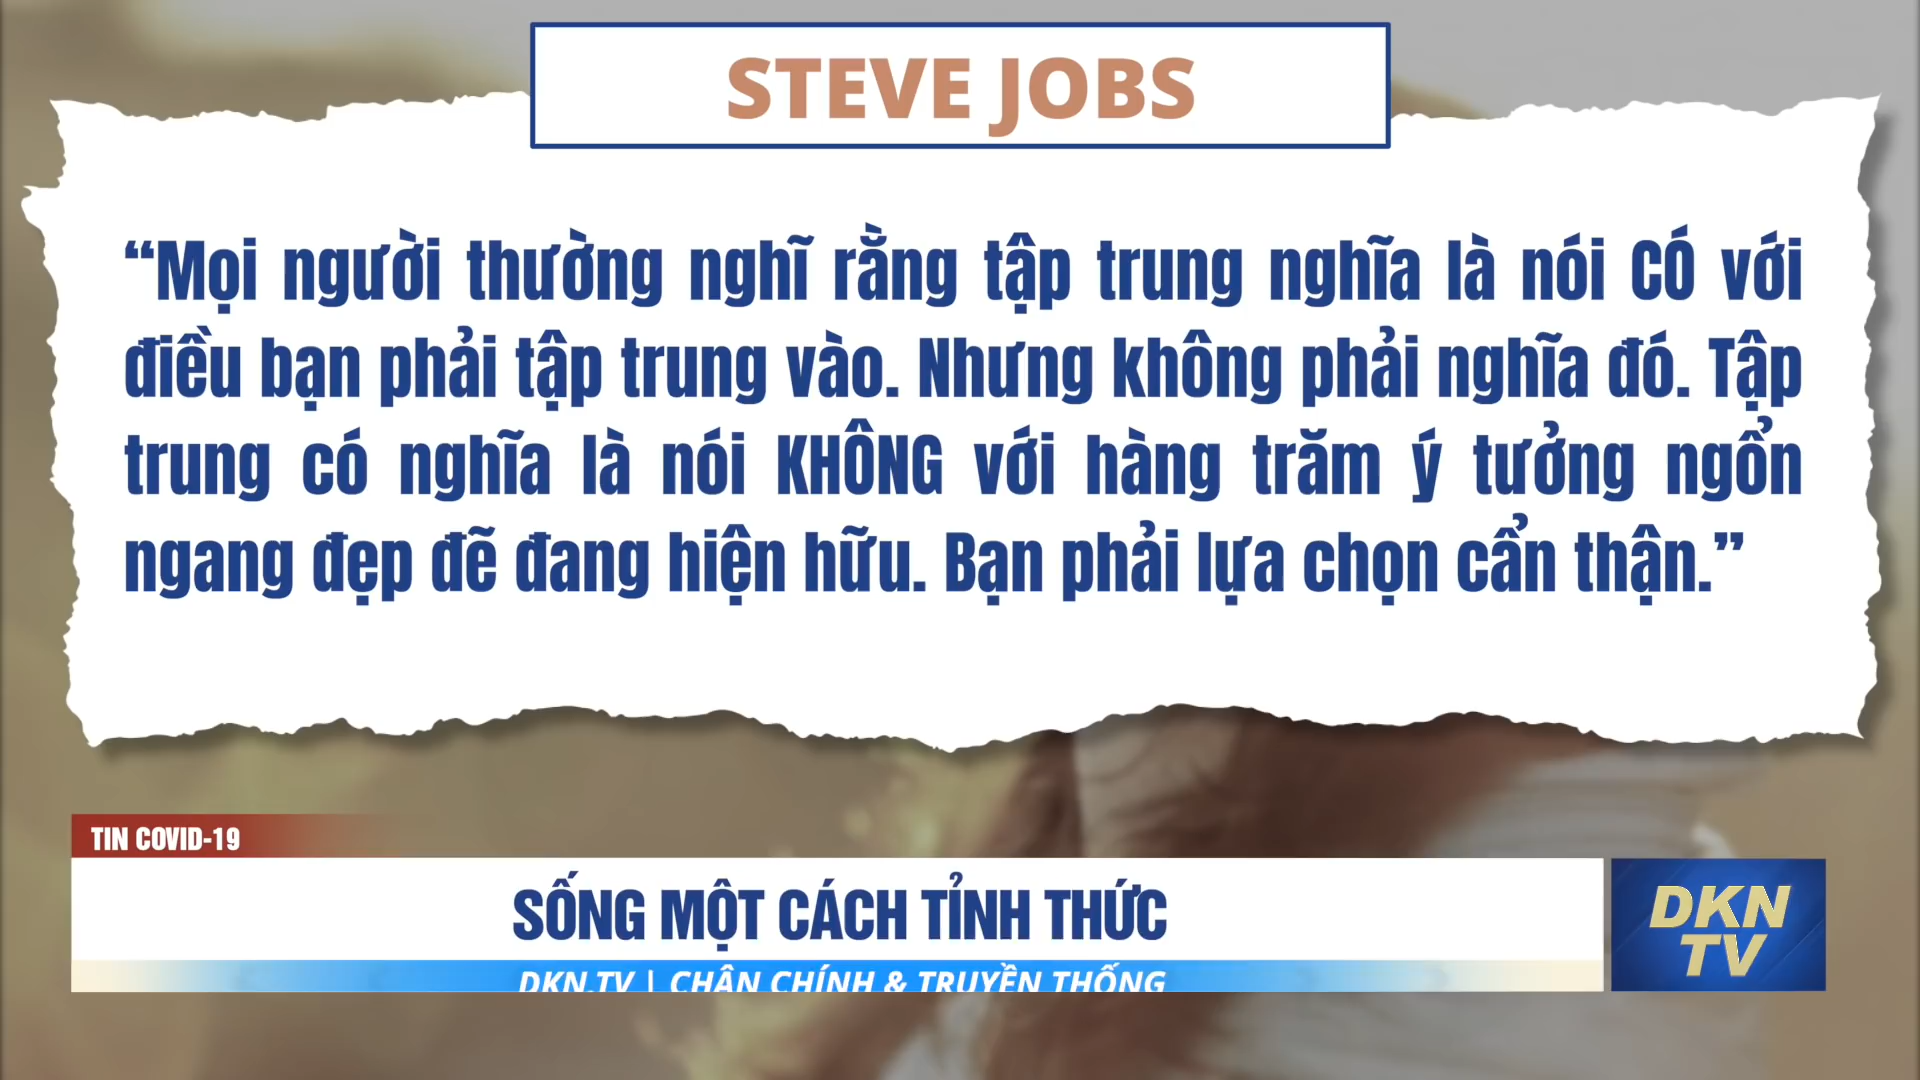 STEVE JOBS
“Mọi người thường nghĩ rằng tập trung nghĩa là nói CÓ với
điều bạn phải tập trung vào. Nhưng không phải nghĩa đó. Tập
trung có nghĩa là nói KHÔNG với hàng trăm ý tưởng ngổn
ngang đẹp đẽ đang hiện hữu. Bạn phải lựa chọn cẩn thận.”
TIN COVID-19
SỐNG MỘT CÁCH TỈNH THỨC
DKN.TV | CHÂN CHÍNH & TRUYỀN THỐNG
DKN
TV